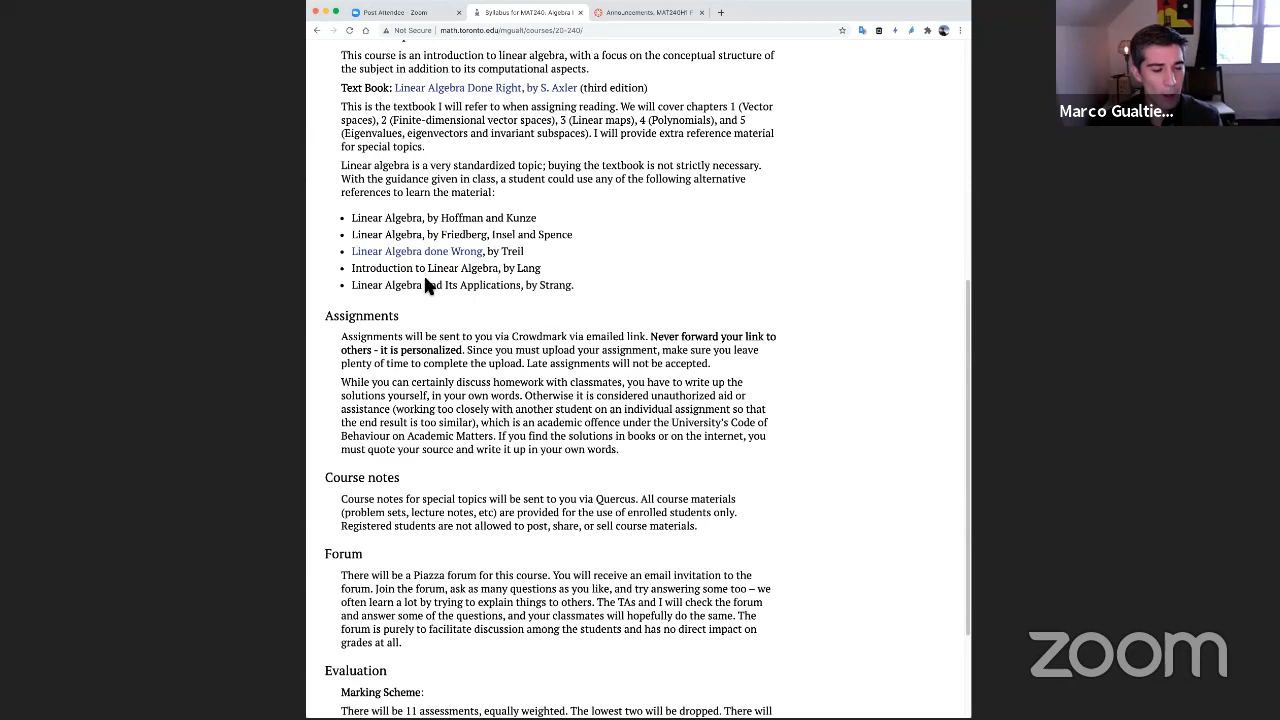 Post Attendee - Zoom
Syllabus for MAT240: Algebra I
Announcements. MAT240H1 F
Not Secure | math.toronto.edu/mgualt/courses/20-240/
This course is an introduction to linear algebra, with a focus on the conceptual structure of
the subject in addition to its computational aspects.
Text Book: Linear Algebra Done Right, by S. Axler (third edition)
This is the textbook I will refer to when assigning reading. We will cover chapters 1 (Vector
spaces), 2 (Finite-dimensional vector spaces), 3 (Linear maps), 4 (Polynomials), and 5
(Eigenvalues, eigenvectors and invariant subspaces). I will provide extra reference material
for special topics.
Linear algebra is a very standardized topic; buying the textbook is not strictly necessary.
With the guidance given in class, a student could use any of the following alternative
references to learn the material:
• Linear Algebra, by Hoffman and Kunze
• Linear Algebra, by Friedberg, Insel and Spence
• Linear Algebra done Wrong, by Treil
• Introduction to Linear Algebra, by Lang
• Linear Algebra and Its Applications, by Strang.
Assignments
Assignments will be sent to you via Crowdmark via emailed link. Never forward your link to
others - it is personalized. Since you must upload your assignment, make sure you leave
plenty of time to complete the upload. Late assignments will not be accepted.
While you can certainly discuss homework with classmates, you have to write up the
solutions yourself, in your own words. Otherwise it is considered unauthorized aid or
assistance (working too closely with another student on an individual assignment so that
the end result is too similar), which is an academic offence under the University's Code of
Behaviour on Academic Matters. If you find the solutions in books or on the internet, you
must quote your source and write it up in your own words.
Course notes
Course notes for special topics will be sent to you via Quercus. All course materials
(problem sets, lecture notes, etc) are provided for the use of enrolled students only.
Registered students are not allowed to post, share, or sell course materials.
Forum
There will be a Piazza forum for this course. You will receive an email invitation to the
forum. Join the forum, ask as many questions as you like, and try answering some too – we
often learn a lot by trying to explain things to others. The TAs and I will check the forum
and answer some of the questions, and your classmates will hopefully do the same. The
forum is purely to facilitate discussion among the students and has no direct impact on
grades at all.
Evaluation
Marking Scheme:
There will be 11 assessments, equally weighted. The lowest two will be dropped. There will
Marco Gualtie...
zoom